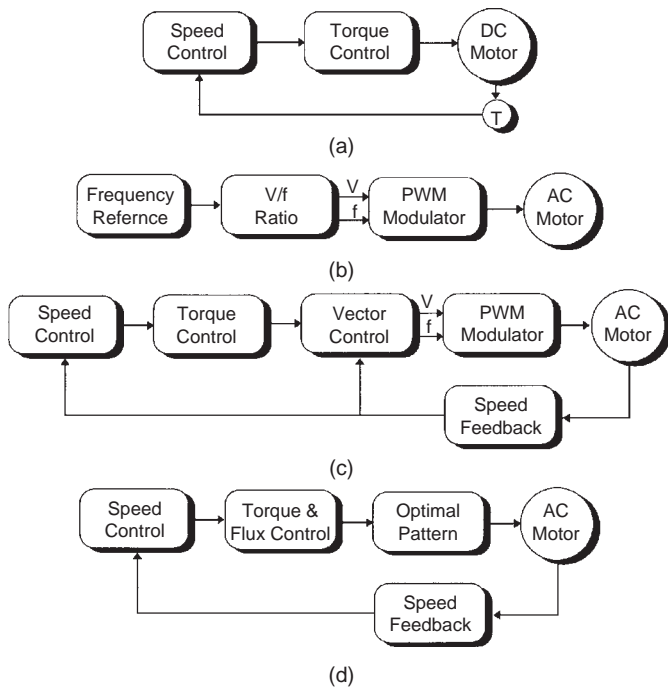 Speed
Control
Torque
Control
DC
Motor
T
(a)
Frequency
Refernce
V/f
Ratio
V
f
PWM
Modulator
AC
Motor
(b)
Speed
Control
Torque
Control
Vector
Control
V
f
PWM
Modulator
AC
Motor
Speed
Feedback
(c)
Speed
Control
Torque &
Flux Control
Optimal
Pattern
AC
Motor
Speed
Feedback
(d)